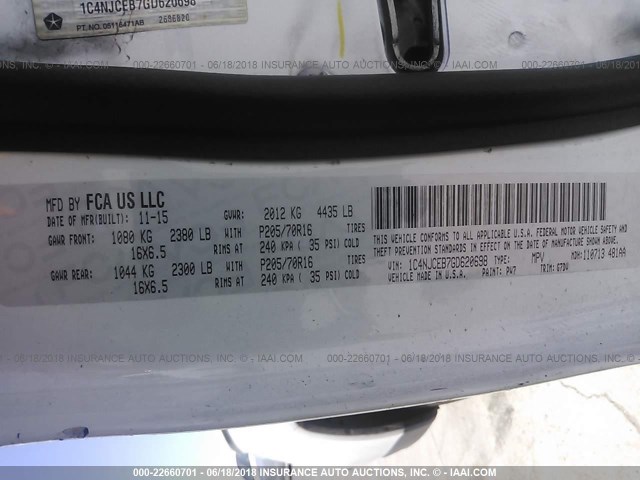 1C4NJCEB7GD620698
PT. NO. 05116471AB
000-22660701 - 06/18/2018 INSURANCE AUTO AUCTIONS, INC. - © IAAI.COM
MFD BY FCA US LLC
DATE OF MFR(BUILT): 11-15 GVWR: 2012 KG 4435 LB
GAWR FRONT: 1080 KG 2380 LB WITH P205/70R16 TIRES
16X6.5 RIMS AT 240 KPA ( 35 PSI) COLD
GAWR REAR: 1044 KG 2300 LB WITH P205/70R16 TIRES
16X6.5 RIMS AT 240 KPA ( 35 PSI) COLD
THIS VEHICLE CONFORMS TO ALL APPLICABLE U.S.A. FEDERAL MOTOR VEHICLE SAFETY AND
THEFT PREVENTION STANDARDS IN EFFECT ON THE DATE OF MANUFACTURE SHOWN ABOVE.
VIN: 1C4NJCEB7GD620698 TYPE: MPV MDH: 110713 481AA
VEHICLE MADE IN U.S.A. PAINT: PW7 TRIM:
000-22660701 - 06/18/2018 INSURANCE AUTO AUCTIONS, INC. - © IAAI.COM
000-22660701 - 06/18/2018 INSURANCE AUTO AUCTIONS, INC. - © IAAI.COM